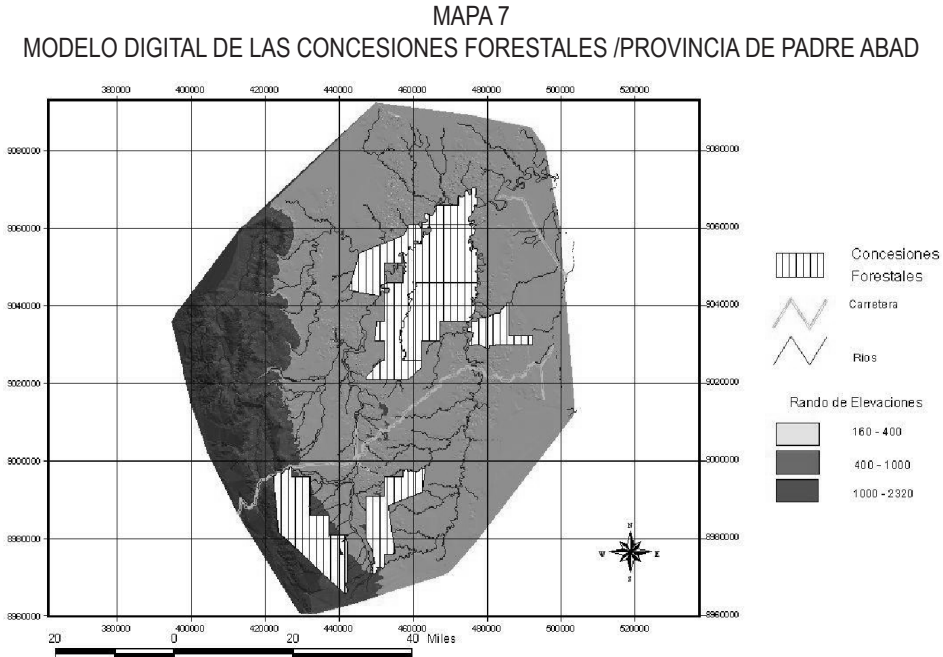 MAPA 7
MODELO DIGITAL DE LAS CONCESIONES FORESTALES /PROVINCIA DE PADRE ABAD
380000 400000 420000 440000 460000 480000 500000 520000
9080000 9080000
9060000 9060000
9040000 9040000
9020000 9020000
9000000 9000000
8980000 8980000
8960000 8960000
380000 400000 420000 440000 460000 480000 500000 520000
20 0 20 40 Miles
Concesiones
Forestales
Carretera
Rios
Rando de Elevaciones
160 - 400
400 - 1000
1000 - 2320
N
W E
S